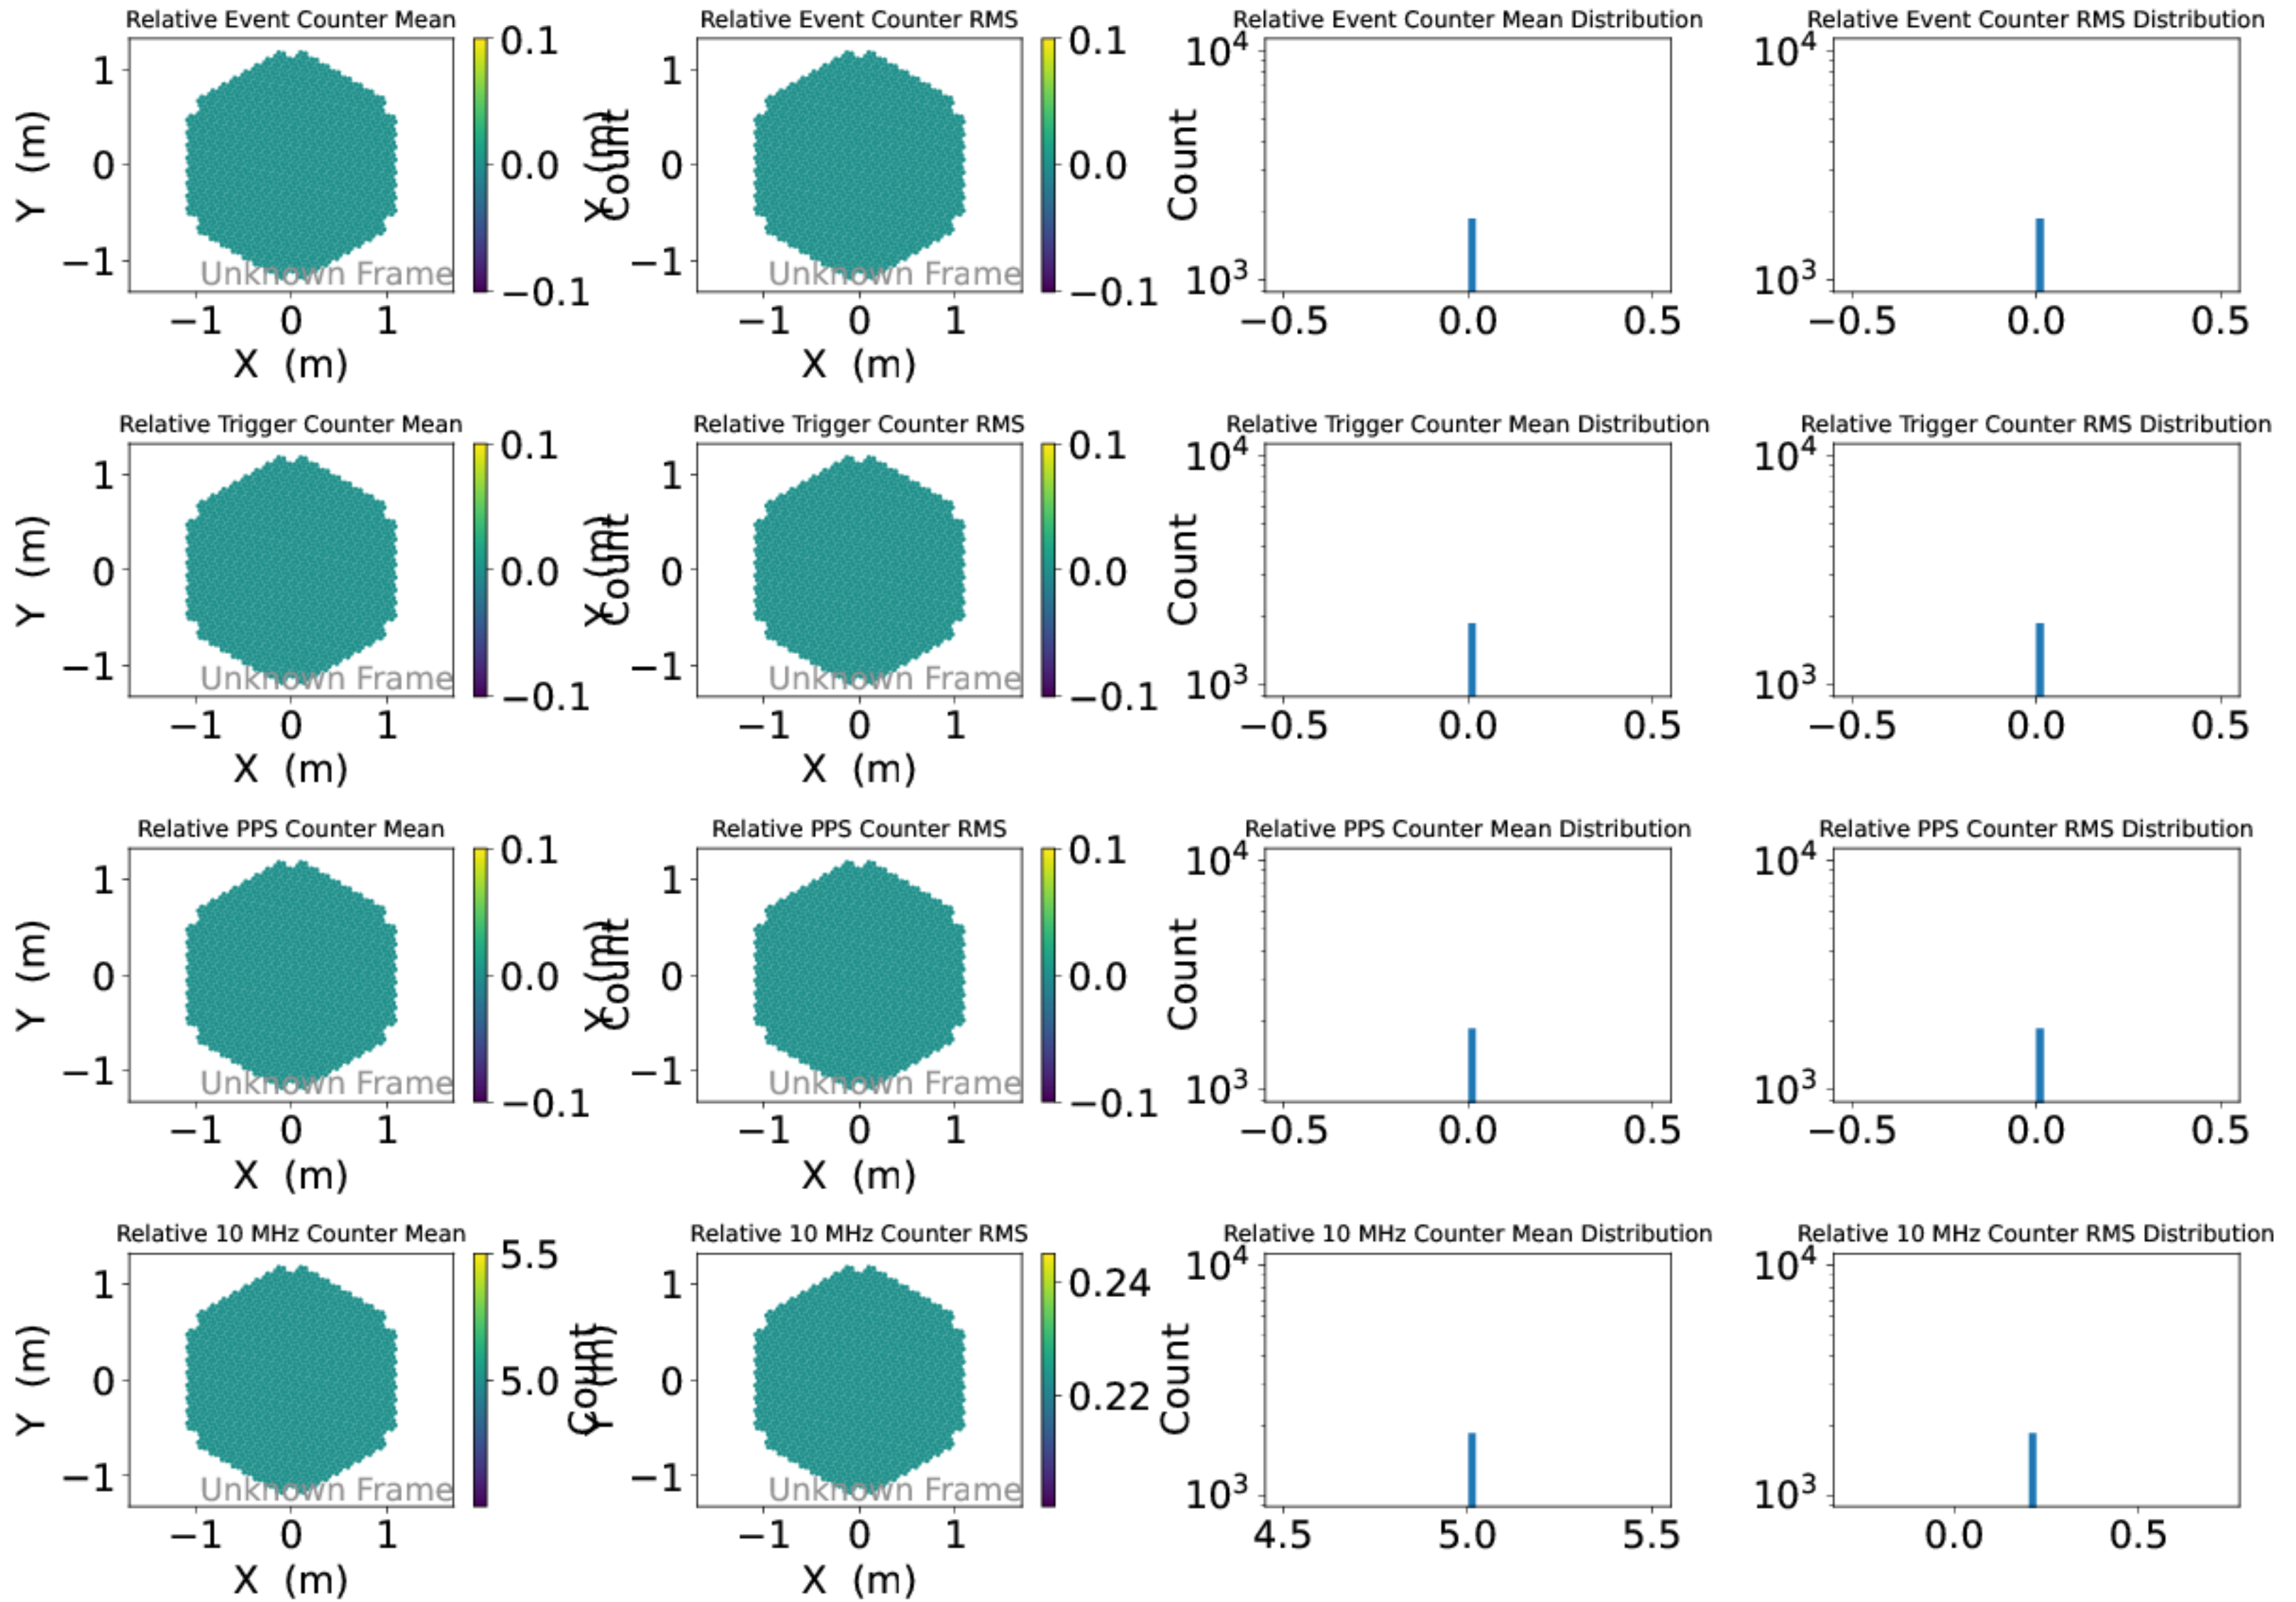 Relative Event Counter Mean
Y (m)
1
0
−1
−1 0 1
X (m)
Unknown Frame
0.1
0.0
−0.1
Count
Relative Event Counter RMS
Y (m)
1
0
−1
−1 0 1
X (m)
Unknown Frame
0.1
0.0
−0.1
Relative Event Counter Mean Distribution
Count
10⁴
10³
−0.5 0.0 0.5
Relative Event Counter RMS Distribution
10⁴
10³
−0.5 0.0 0.5
Relative Trigger Counter Mean
Y (m)
1
0
−1
−1 0 1
X (m)
Unknown Frame
0.1
0.0
−0.1
Count
Relative Trigger Counter RMS
Y (m)
1
0
−1
−1 0 1
X (m)
Unknown Frame
0.1
0.0
−0.1
Relative Trigger Counter Mean Distribution
Count
10⁴
10³
−0.5 0.0 0.5
Relative Trigger Counter RMS Distribution
10⁴
10³
−0.5 0.0 0.5
Relative PPS Counter Mean
Y (m)
1
0
−1
−1 0 1
X (m)
Unknown Frame
0.1
0.0
−0.1
Count
Relative PPS Counter RMS
Y (m)
1
0
−1
−1 0 1
X (m)
Unknown Frame
0.1
0.0
−0.1
Relative PPS Counter Mean Distribution
Count
10⁴
10³
−0.5 0.0 0.5
Relative PPS Counter RMS Distribution
10⁴
10³
−0.5 0.0 0.5
Relative 10 MHz Counter Mean
Y (m)
1
0
−1
−1 0 1
X (m)
Unknown Frame
5.5
5.0
Count
Relative 10 MHz Counter RMS
Y (m)
1
0
−1
−1 0 1
X (m)
Unknown Frame
0.24
0.22
Relative 10 MHz Counter Mean Distribution
Count
10⁴
10³
4.5 5.0 5.5
Relative 10 MHz Counter RMS Distribution
10⁴
10³
0.0 0.5